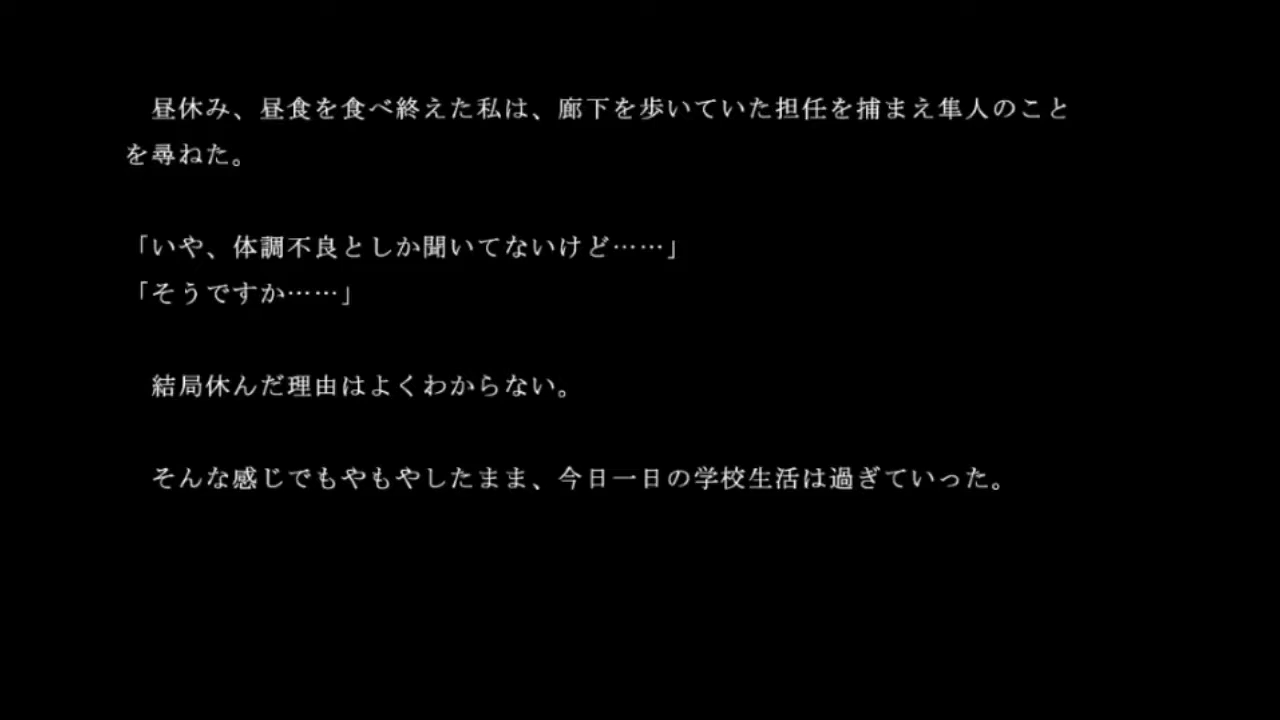 昼休み、昼食を食べ終えた私は、廊下を歩いていた担任を捕まえ隼人のこと
を尋ねた。
「いや、体調不良としか聞いてないけど……」
「そうですか……」
結局休んだ理由はよくわからない。
そんな感じでもやもやしたまま、今日一日の学校生活は過ぎていった。